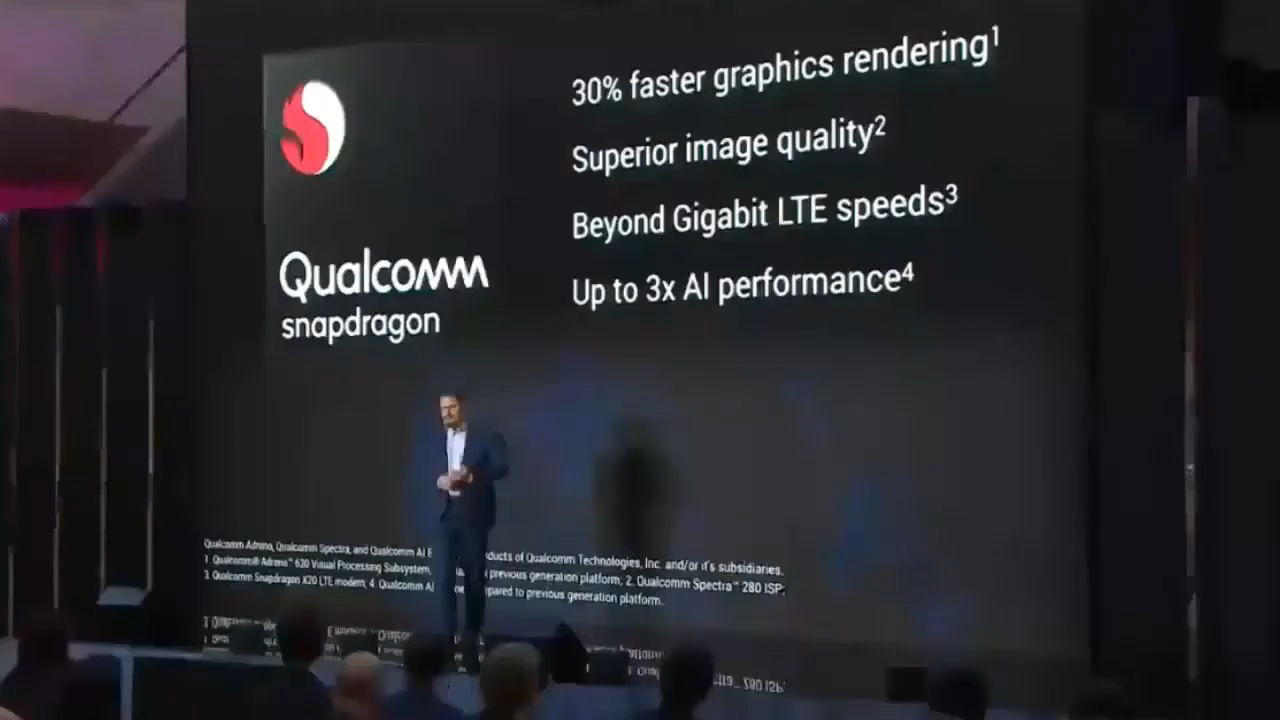 30% faster graphics rendering¹
Superior image quality²
Beyond Gigabit LTE speeds³
Up to 3x AI performance⁴
Qualcomm
snapdragon
Qualcomm Adreno, Qualcomm Spectra, and Qualcomm AI products of Qualcomm Technologies, Inc. and/or it's subsidiaries.
1. Qualcomm® Adreno™ 630 Visual Processing Subsystem, previous generation platform; 2. Qualcomm Spectra™ 280 ISP;
3. Qualcomm Snapdragon X20 LTE modem; 4. Qualcomm AI compared to previous generation platform.